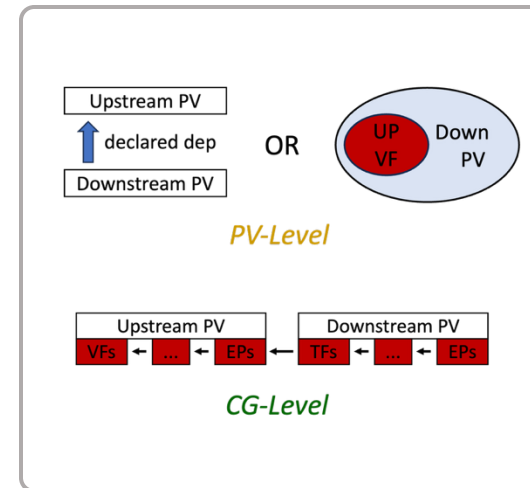 Upstream PV
declared dep
Downstream PV
OR
UP
VF
Down
PV
PV-Level
Upstream PV
Downstream PV
VFs
...
EPs
TFs
...
EPs
CG-Level